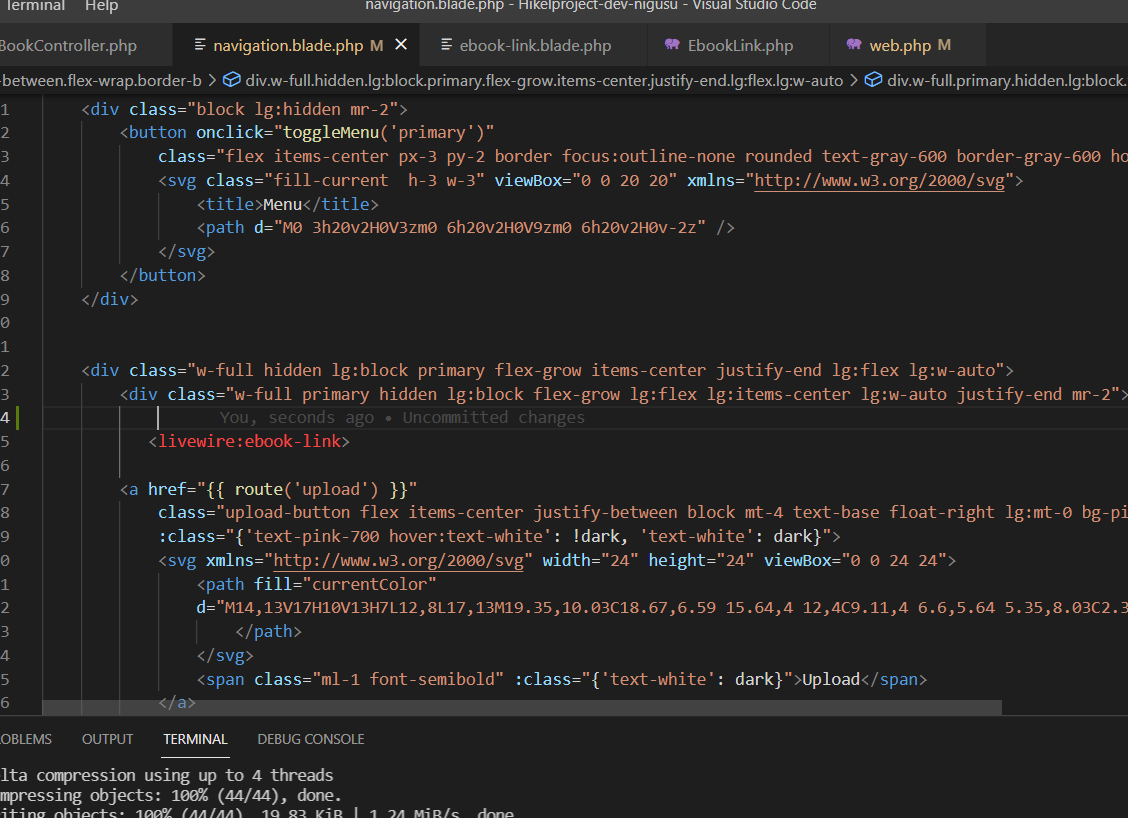 Terminal Help navigation.blade.php - Hikelproject-dev-nigusu - Visual Studio Code
BookController.php navigation.blade.php M ebook-link.blade.php EbookLink.php web.php M
-between.flex-wrap.border-b > div.w-full.hidden.lg:block.primary.flex-grow.items-center.justify-end.lg:flex.lg:w-auto > div.w-full.primary.hidden.lg:block.
1 <div class="block lg:hidden mr-2">
2 <button onclick="toggleMenu('primary')"
3 class="flex items-center px-3 py-2 border focus:outline-none rounded text-gray-600 border-gray-600 ho
4 <svg class="fill-current  h-3 w-3" viewBox="0 0 20 20" xmlns="http://www.w3.org/2000/svg">
5 <title>Menu</title>
6 <path d="M0 3h20v2H0V3zm0 6h20v2H0V9zm0 6h20v2H0v-2z" />
7 </svg>
8 </button>
9 </div>
0
1
2 <div class="w-full hidden lg:block primary flex-grow items-center justify-end lg:flex lg:w-auto">
3 <div class="w-full primary hidden lg:block flex-grow lg:flex lg:items-center lg:w-auto justify-end mr-2">
4 You, seconds ago • Uncommitted changes
5 <livewire:ebook-link>
6
7 <a href="{{ route('upload') }}"
8 class="upload-button flex items-center justify-between block mt-4 text-base float-right lg:mt-0 bg-pi
9 :class="{'text-pink-700 hover:text-white': !dark, 'text-white': dark}">
0 <svg xmlns="http://www.w3.org/2000/svg" width="24" height="24" viewBox="0 0 24 24">
1 <path fill="currentColor"
2 d="M14,13V17H10V13H7L12,8L17,13M19.35,10.03C18.67,6.59 15.64,4 12,4C9.11,4 6.6,5.64 5.35,8.03C2.3
3 </path>
4 </svg>
5 <span class="ml-1 font-semibold" :class="{'text-white': dark}">Upload</span>
6 </a>
OBLEMS OUTPUT TERMINAL DEBUG CONSOLE
lta compression using up to 4 threads
mpressing objects: 100% (44/44), done.
iting objects: 100% (44/44), 19.83 KiB | 1.24 MiB/s, done.